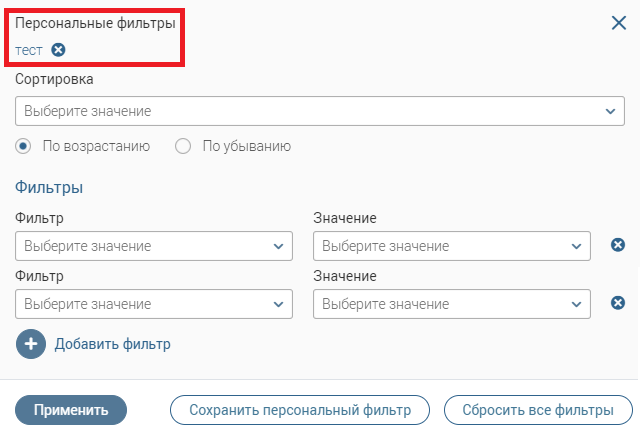 Персональные фильтры
тест
Сортировка
Выберите значение
По возрастанию По убыванию
Фильтры
Фильтр Значение
Выберите значение Выберите значение
Фильтр Значение
Выберите значение Выберите значение
Добавить фильтр
Применить Сохранить персональный фильтр Сбросить все фильтры